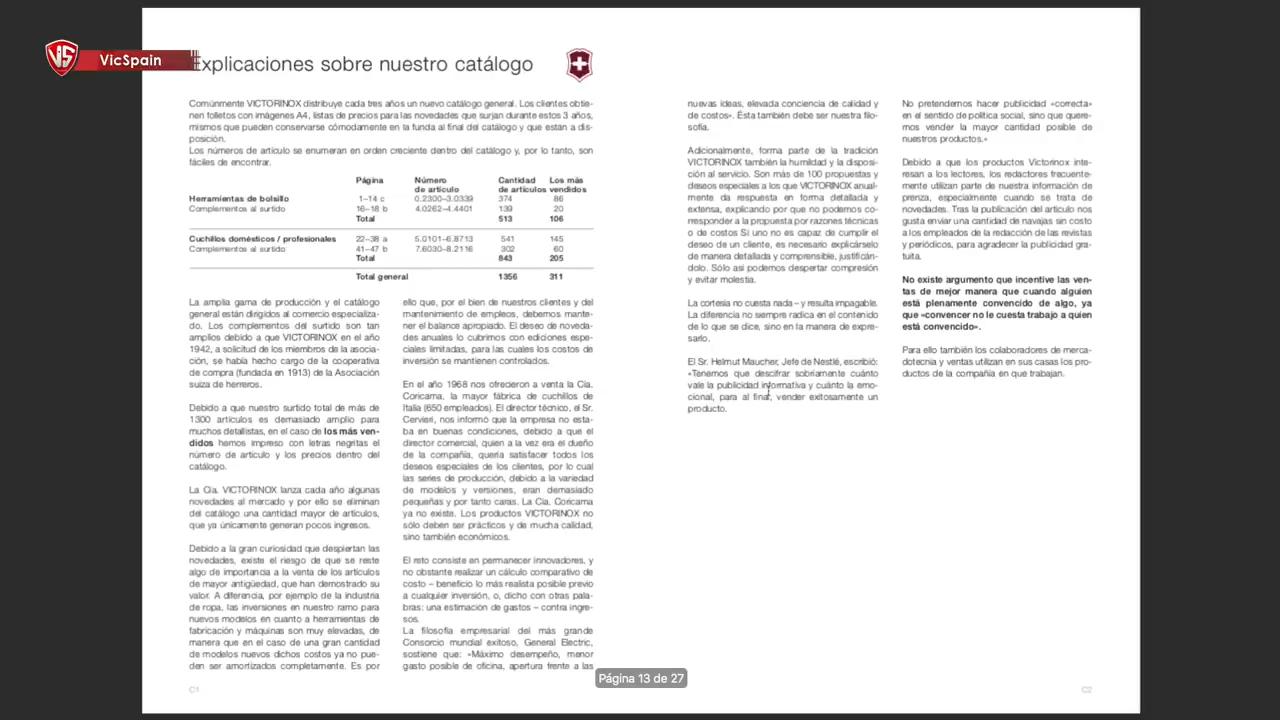 VS
VicSpain
Explicaciones sobre nuestro catálogo
Comúnmente VICTORINOX distribuye cada tres años un nuevo catálogo general. Los clientes obtie-
nen folletos con imágenes A4, listas de precios para las novedades que surjan durante estos 3 años,
mismos que pueden conservarse cómodamente en la funda al final del catálogo y que están a dis-
posición.
Los números de artículo se enumeran en orden creciente dentro del catálogo y, por lo tanto, son
fáciles de encontrar.
Página Número Cantidad Los más
de artículo de artículos vendidos
Herramientas de bolsillo 1–14 c 0.2300–3.0339 374 86
Complementos al surtido 16–18 b 4.0262–4.4401 139 20
Total 513 106
Cuchillos domésticos / profesionales 22–38 a 5.0101–6.8713 541 145
Complementos al surtido 41–47 b 7.6030–8.2116 302 60
Total 843 205
Total general 1356 311
La amplia gama de producción y el catálogo
general están dirigidos al comercio especializa-
do. Los complementos del surtido son tan
amplios debido a que VICTORINOX en el año
1942, a solicitud de los miembros de la asocia-
ción, se había hecho cargo de la cooperativa
de compra (fundada en 1913) de la Asociación
suiza de herreros.
Debido a que nuestro surtido total de más de
1300 artículos es demasiado amplio para
muchos detallistas, en el caso de los más ven-
didos hemos impreso con letras negritas el
número de artículo y los precios dentro del
catálogo.
La Cía. VICTORINOX lanza cada año algunas
novedades al mercado y por ello se eliminan
del catálogo una cantidad mayor de artículos,
que ya únicamente generan pocos ingresos.
Debido a la gran curiosidad que despiertan las
novedades, existe el riesgo de que se reste
algo de importancia a la venta de los artículos
de mayor antigüedad, que han demostrado su
valor. A diferencia, por ejemplo de la industria
de ropa, las inversiones en nuestro ramo para
nuevos modelos en cuanto a herramientas de
fabricación y máquinas son muy elevadas, de
manera que en el caso de una gran cantidad
de modelos nuevos dichos costos ya no pue-
den ser amortizados completamente. Es por
ello que, por el bien de nuestros clientes y del
mantenimiento de empleos, debemos mante-
ner el balance apropiado. El deseo de noveda-
des anuales lo cubrimos con ediciones espe-
ciales limitadas, para las cuales los costos de
inversión se mantienen controlados.
En el año 1968 nos ofrecieron a venta la Cía.
Coricama, la mayor fábrica de cuchillos de
Italia (650 empleados). El director técnico, el Sr.
Cervieri, nos informó que la empresa no esta-
ba en buenas condiciones, debido a que el
director comercial, quien a la vez era el dueño
de la compañía, quería satisfacer todos los
deseos especiales de los clientes, por lo cual
las series de producción, debido a la variedad
de modelos y versiones, eran demasiado
pequeñas y por tanto caras. La Cía. Coricama
ya no existe. Los productos VICTORINOX no
sólo deben ser prácticos y de mucha calidad,
sino también económicos.
El reto consiste en permanecer innovadores, y
no obstante realizar un cálculo comparativo de
costo – beneficio lo más realista posible previo
a cualquier inversión, o, dicho con otras pala-
bras: una estimación de gastos – contra ingre-
sos.
La filosofía empresarial del más grande
Consorcio mundial exitoso, General Electric,
sostiene que: «Máximo desempeño, menor
gasto posible de oficina, apertura frente a las
nuevas ideas, elevada conciencia de calidad y
de costos». Ésta también debe ser nuestra filo-
sofía.
Adicionalmente, forma parte de la tradición
VICTORINOX también la humildad y la disposi-
ción al servicio. Son más de 100 propuestas y
deseos especiales a los que VICTORINOX anual-
mente da respuesta en forma detallada y
extensa, explicando por que no podemos co-
rresponder a la propuesta por razones técnicas
o de costos Si uno no es capaz de cumplir el
deseo de un cliente, es necesario explicárselo
de manera detallada y comprensible, justificán-
dolo. Sólo así podemos despertar compresión
y evitar molestia.
La cortesía no cuesta nada – y resulta impagable.
La diferencia no siempre radica en el contenido
de lo que se dice, sino en la manera de expre-
sarlo.
El Sr. Helmut Maucher, Jefe de Nestlé, escribió:
«Tenemos que descifrar sobriamente cuánto
vale la publicidad informativa y cuánto la emo-
cional, para al final, vender exitosamente un
producto.
No pretendemos hacer publicidad «correcta»
en el sentido de política social, sino que quere-
mos vender la mayor cantidad posible de
nuestros productos.»
Debido a que los productos Victorinox inte-
resan a los lectores, los redactores frecuente-
mente utilizan parte de nuestra información de
prenza, especialmente cuando se trata de
novedades. Tras la publicación del artículo nos
gusta enviar una cantidad de navajas sin costo
a los empleados de la redacción de las revistas
y periódicos, para agradecer la publicidad gra-
tuita.
No existe argumento que incentive las ven-
tas de mejor manera que cuando alguien
está plenamente convencido de algo, ya
que «convencer no le cuesta trabajo a quien
está convencido».
Para ello también los colaboradores de merca-
dotecnia y ventas utilizan en sus casas los pro-
ductos de la compañía en que trabajan.
Página 13 de 27
C1
C2